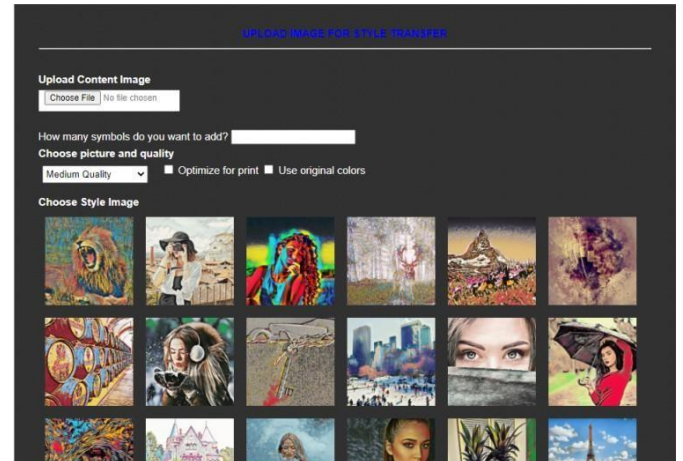 UPLOAD IMAGE FOR STYLE TRANSFER
Upload Content Image
Choose File No file chosen
How many symbols do you want to add?
Choose picture and quality
Medium Quality Optimize for print Use original colors
Choose Style Image